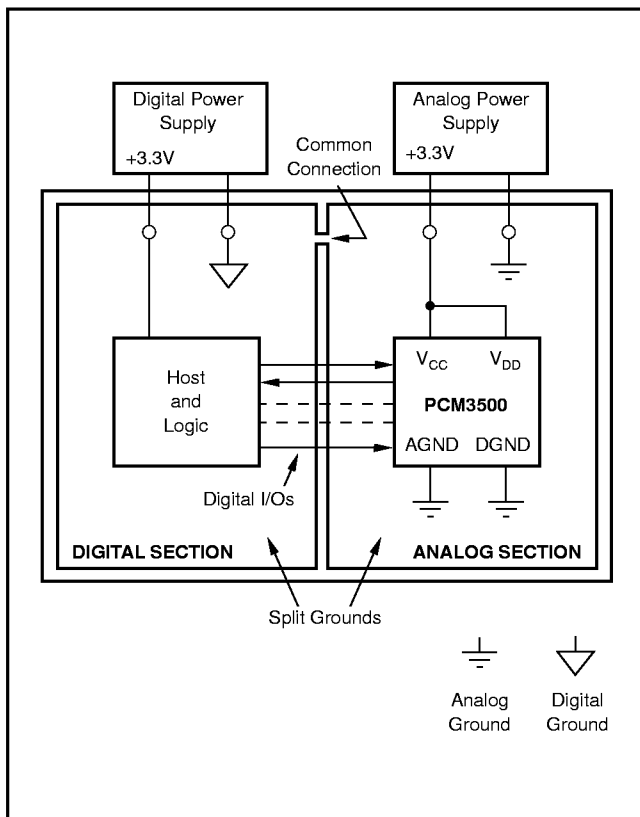 Digital Power
Supply
+3.3V
Analog Power
Supply
+3.3V
Common
Connection
Host
and
Logic
VCC VDD
PCM3500
AGND DGND
Digital I/Os
DIGITAL SECTION
ANALOG SECTION
Split Grounds
Analog
Ground
Digital
Ground